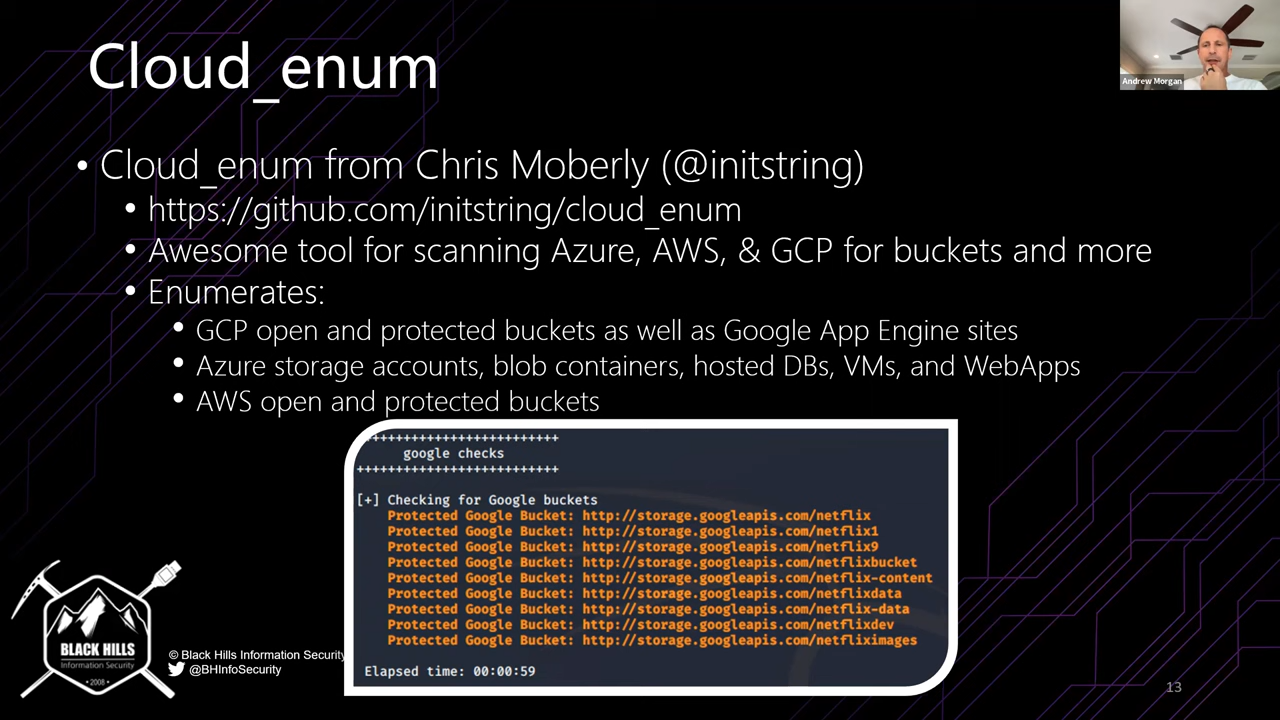 Cloud_enum
Andrew Morgan
• Cloud_enum from Chris Moberly (@initstring)
• https://github.com/initstring/cloud_enum
• Awesome tool for scanning Azure, AWS, & GCP for buckets and more
• Enumerates:
• GCP open and protected buckets as well as Google App Engine sites
• Azure storage accounts, blob containers, hosted DBs, VMs, and WebApps
• AWS open and protected buckets
++++++++++++++++++++++++++
google checks
++++++++++++++++++++++++++
[+] Checking for Google buckets
Protected Google Bucket: http://storage.googleapis.com/netflix
Protected Google Bucket: http://storage.googleapis.com/netflix1
Protected Google Bucket: http://storage.googleapis.com/netflix9
Protected Google Bucket: http://storage.googleapis.com/netflixbucket
Protected Google Bucket: http://storage.googleapis.com/netflix-content
Protected Google Bucket: http://storage.googleapis.com/netflixdata
Protected Google Bucket: http://storage.googleapis.com/netflix-data
Protected Google Bucket: http://storage.googleapis.com/netflixdev
Protected Google Bucket: http://storage.googleapis.com/netfliximages
Elapsed time: 00:00:59
BLACK HILLS
Information Security
• 2008 •
© Black Hills Information Security
@BHInfoSecurity
13